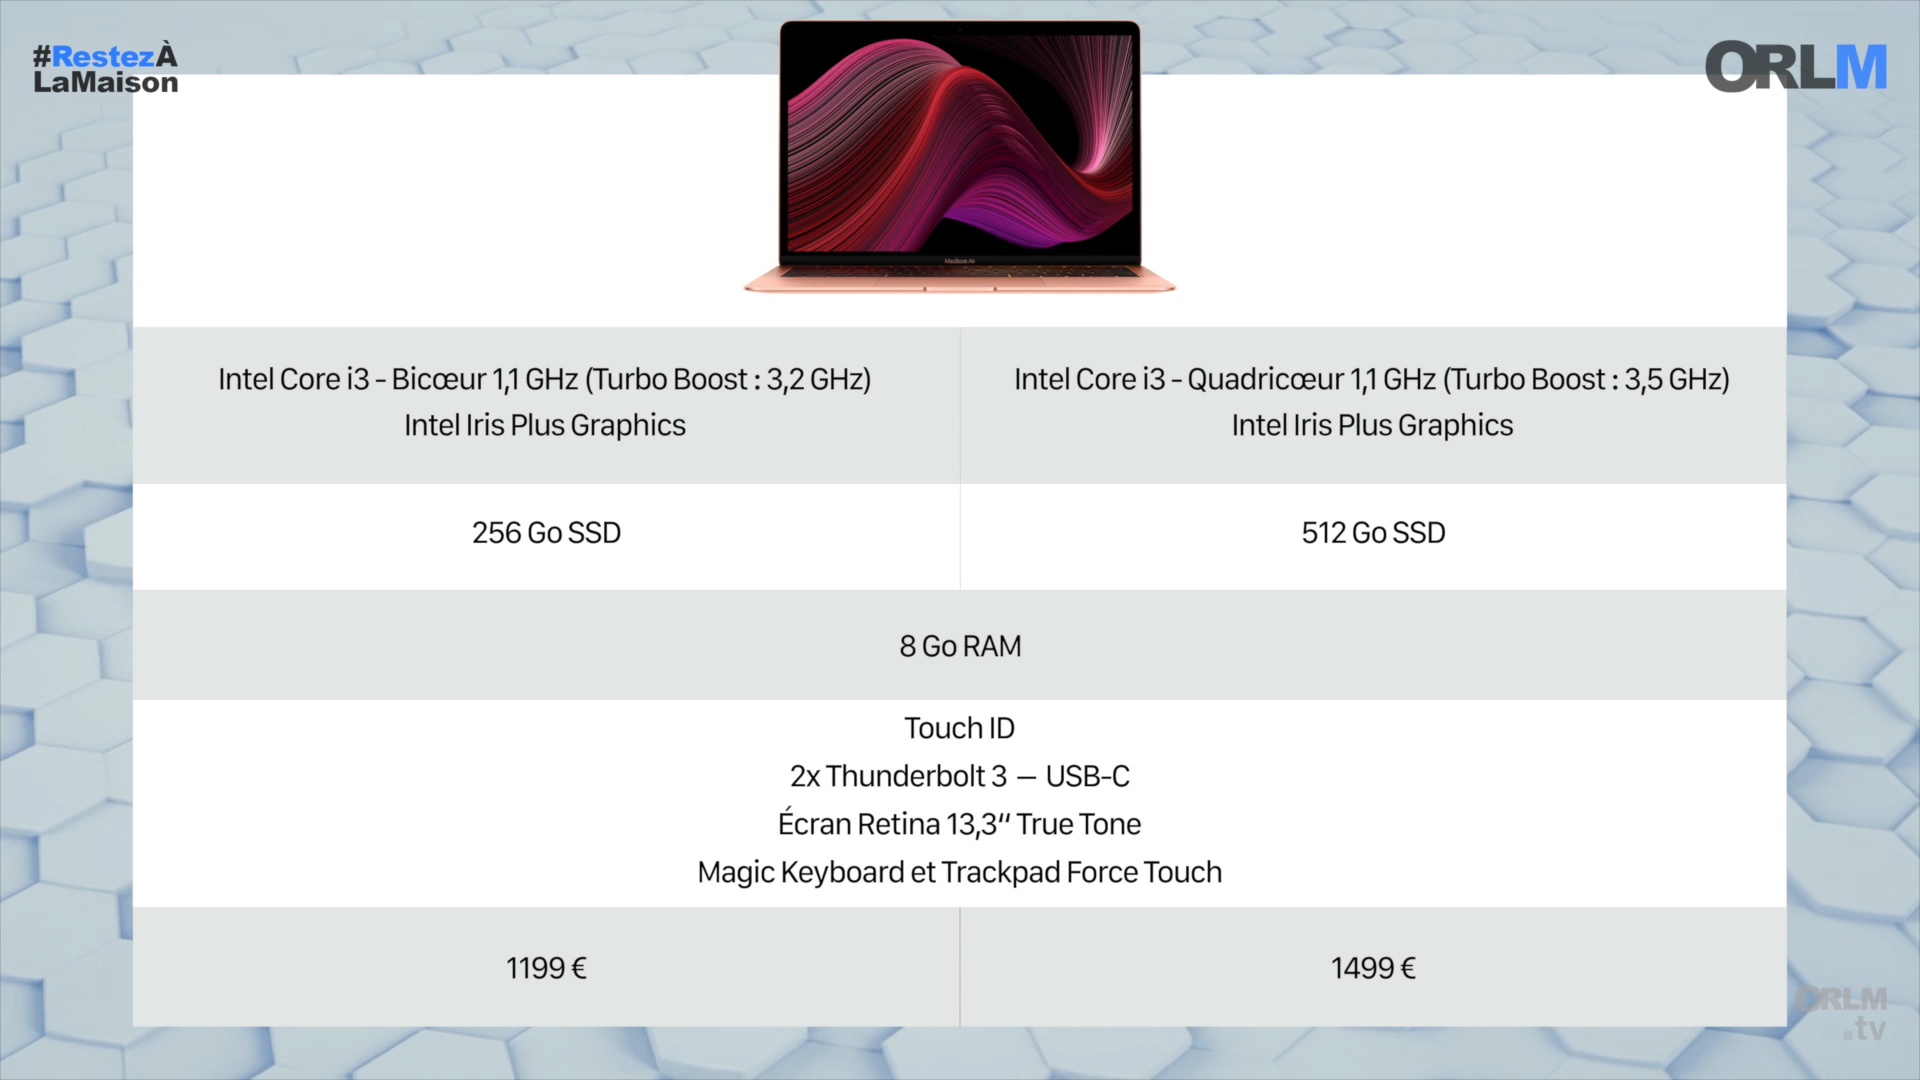 #RestezÀ
LaMaison
ORLM
MacBook Air
Intel Core i3 - Bicœur 1,1 GHz (Turbo Boost : 3,2 GHz)
Intel Iris Plus Graphics
Intel Core i3 - Quadricœur 1,1 GHz (Turbo Boost : 3,5 GHz)
Intel Iris Plus Graphics
256 Go SSD
512 Go SSD
8 Go RAM
Touch ID
2x Thunderbolt 3 — USB-C
Écran Retina 13,3“ True Tone
Magic Keyboard et Trackpad Force Touch
1199 €
1499 €
ORLM
.tv